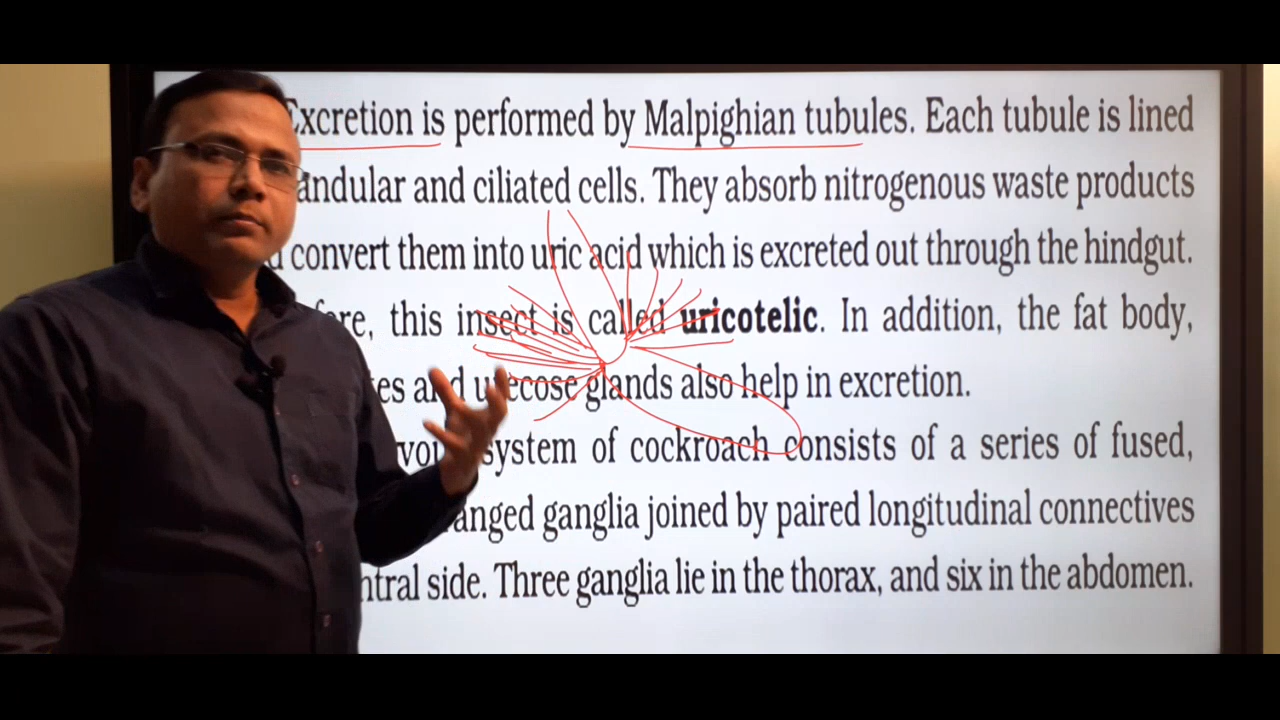 Excretion is performed by Malpighian tubules. Each tubule is lined
and ciliated cells. They absorb nitrogenous waste products
convert them into uric acid which is excreted out through the hindgut.
this insect is called uricotelic. In addition, the fat body,
and glands also help in excretion.
system of cockroach consists of a series of fused,
ganglia joined by paired longitudinal connectives
side. Three ganglia lie in the thorax, and six in the abdomen.